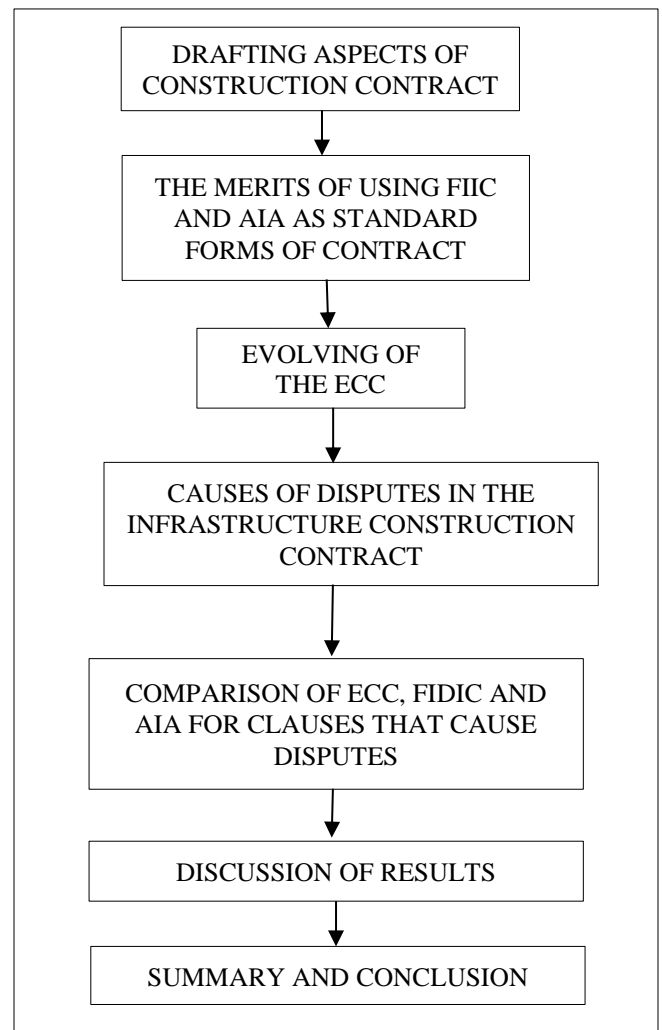 DRAFTING ASPECTS OF
CONSTRUCTION CONTRACT
THE MERITS OF USING FIIC
AND AIA AS STANDARD
FORMS OF CONTRACT
EVOLVING OF
THE ECC
CAUSES OF DISPUTES IN THE
INFRASTRUCTURE CONSTRUCTION
CONTRACT
COMPARISON OF ECC, FIDIC AND
AIA FOR CLAUSES THAT CAUSE
DISPUTES
DISCUSSION OF RESULTS
SUMMARY AND CONCLUSION